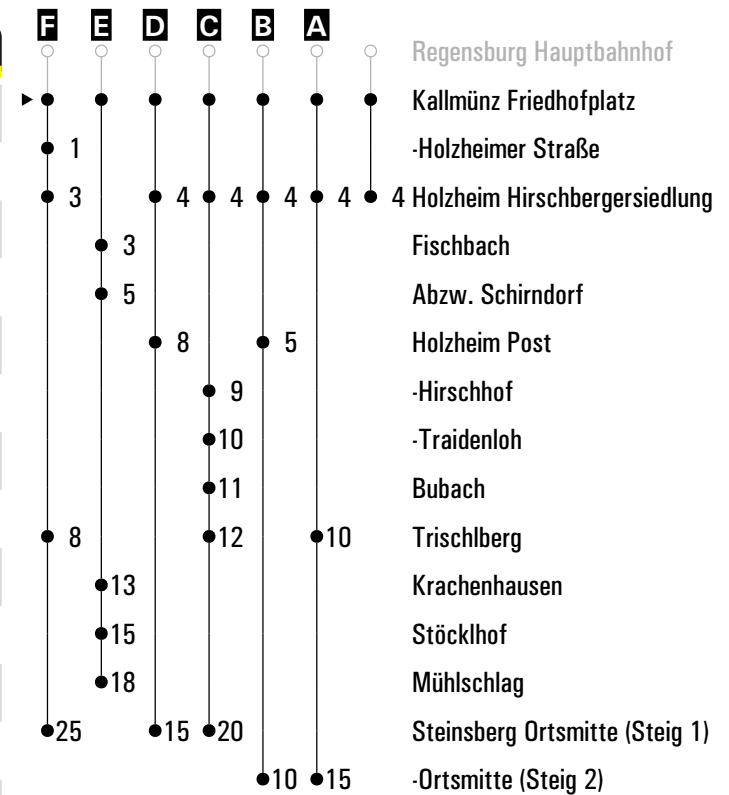 F E D C B A
Regensburg Hauptbahnhof
Kallmünz Friedhofplatz
1 -Holzheimer Straße
3 4 4 4 4 4 Holzheim Hirschbergersiedlung
3 Fischbach
5 Abzw. Schirndorf
8 5 Holzheim Post
9 -Hirschhof
10 -Traidenloh
11 Bubach
8 12 10 Trischlberg
13 Krachenhausen
15 Stöcklhof
18 Mühlschlag
25 15 20 Steinsberg Ortsmitte (Steig 1)
10 15 -Ortsmitte (Steig 2)